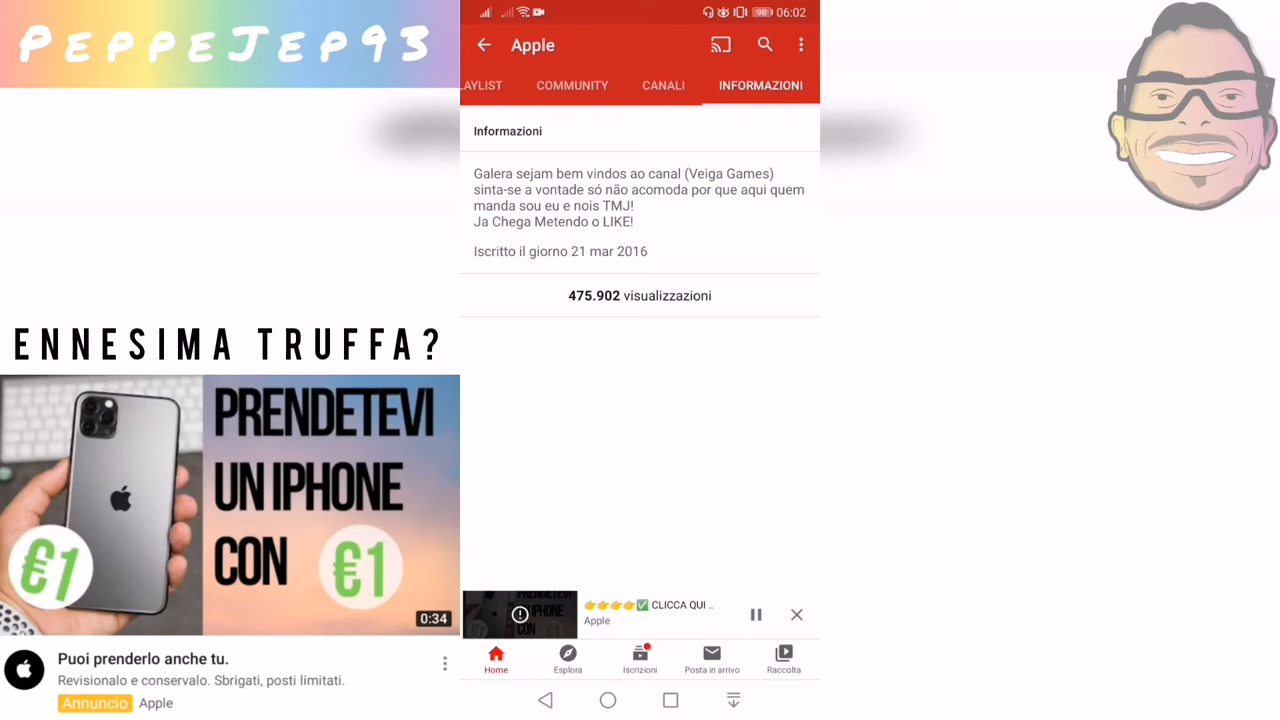 PEPPEJEP93
98 06:02
Apple
LAYLIST COMMUNITY CANALI INFORMAZIONI
Informazioni
Galera sejam bem vindos ao canal (Veiga Games)
sinta-se a vontade só não acomoda por que aqui quem
manda sou eu e nois TMJ!
Ja Chega Metendo o LIKE!
Iscritto il giorno 21 mar 2016
475.902 visualizzazioni
ENNESIMA TRUFFA?
PRENDETEVI
UN IPHONE
CON €1
€1
0:34
Puoi prenderlo anche tu.
Revisionalo e conservalo. Sbrigati, posti limitati.
Annuncio Apple
👉👉👉👉✅ CLICCA QUI ..
Apple
Home Esplora Iscrizioni Posta in arrivo Raccolta